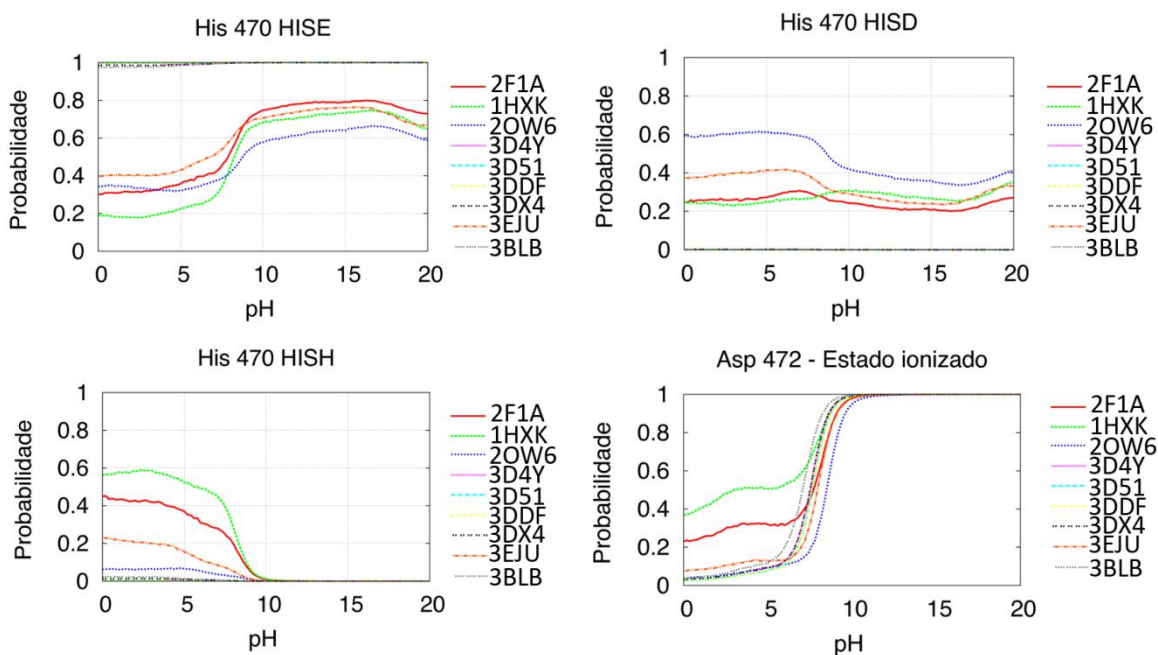 His 470 HISE
Probabilidade
1
0.8
0.6
0.4
0.2
0
0 5 10 15 20
pH
2F1A
1HXK
2OW6
3D4Y
3D51
3DDF
3DX4
3EJU
3BLB
His 470 HISD
Probabilidade
1
0.8
0.6
0.4
0.2
0
0 5 10 15 20
pH
2F1A
1HXK
2OW6
3D4Y
3D51
3DDF
3DX4
3EJU
3BLB
His 470 HISH
Probabilidade
1
0.8
0.6
0.4
0.2
0
0 5 10 15 20
pH
2F1A
1HXK
2OW6
3D4Y
3D51
3DDF
3DX4
3EJU
3BLB
Asp 472 - Estado ionizado
Probabilidade
1
0.8
0.6
0.4
0.2
0
0 5 10 15 20
pH
2F1A
1HXK
2OW6
3D4Y
3D51
3DDF
3DX4
3EJU
3BLB